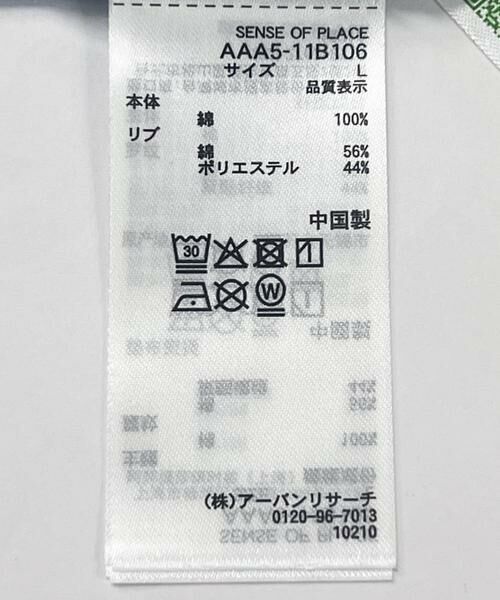 SENSE OF PLACE
AAA5-11B106
サイズ L
品質表示
本体
綿 100%
リブ
綿 56%
ポリエステル 44%
中国製
30
W
(株)アーバンリサーチ
0120-96-7013
10210